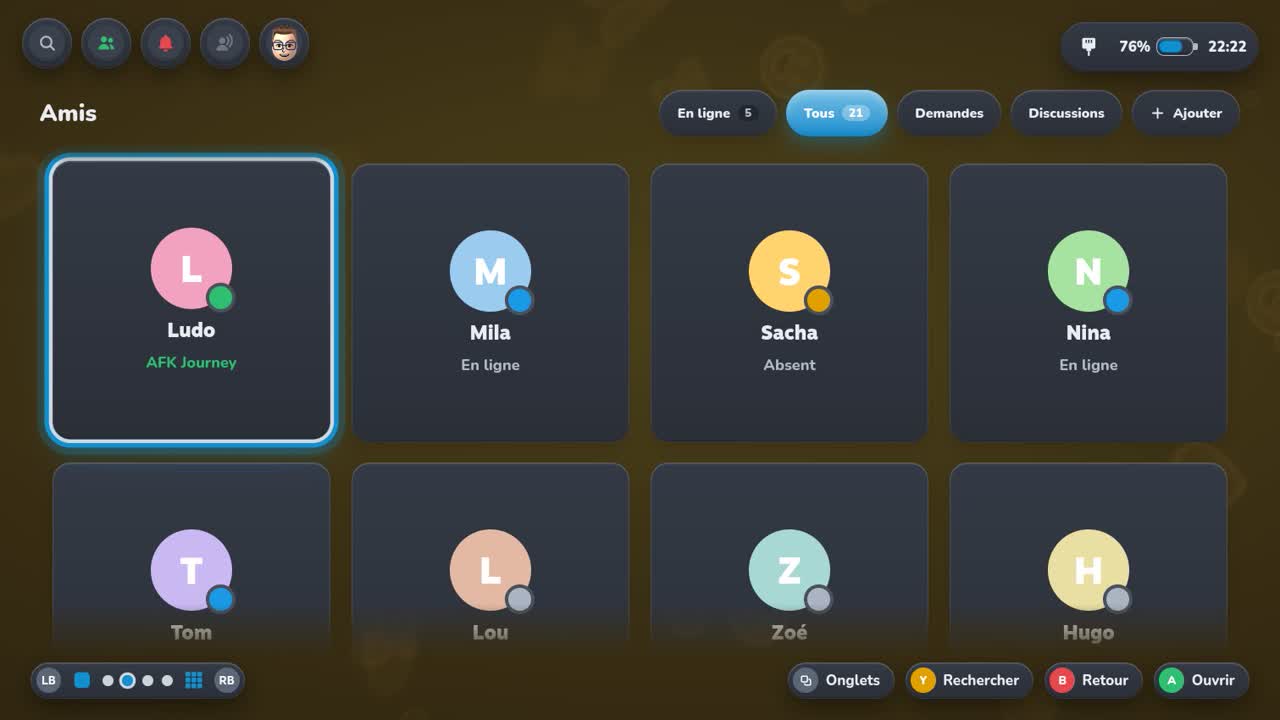 76% 22:22
Amis
En ligne 5 Tous 21 Demandes Discussions + Ajouter
L M S N
Ludo Mila Sacha Nina
AFK Journey En ligne Absent En ligne
T L Z H
Tom Lou Zoé Hugo
LB RB Onglets Y Rechercher B Retour A Ouvrir